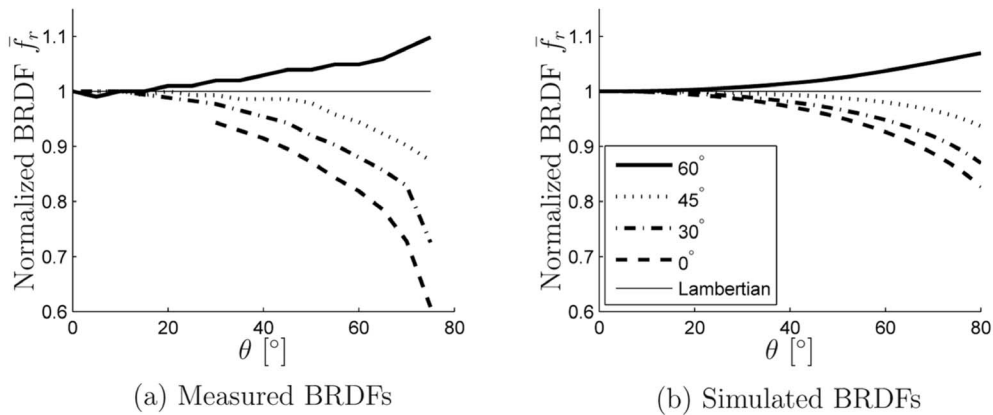 Normalized BRDF f̄_r
1.1
1
0.9
0.8
0.7
0.6
0 20 40 60 80
θ [°]
(a) Measured BRDFs
Normalized BRDF f̄_r
1.1
1
0.9
0.8
0.7
0.6
60°
45°
30°
0°
Lambertian
0 20 40 60 80
θ [°]
(b) Simulated BRDFs